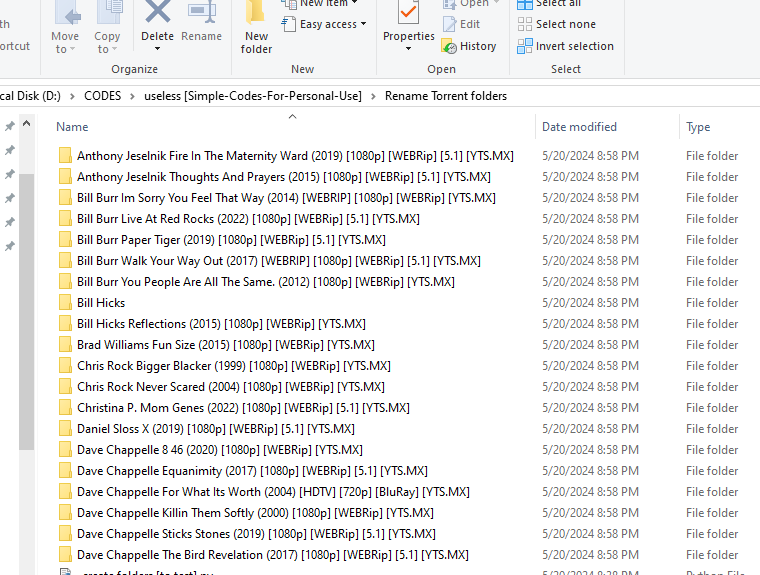 New item
Open
Select all
th
Move
to
Copy
to
Delete
Rename
New
folder
Easy access
Properties
Edit
Select none
ortcut
History
Invert selection
Organize
New
Open
Select
cal Disk (D:) > CODES > useless [Simple-Codes-For-Personal-Use] > Rename Torrent folders
Name Date modified Type
Anthony Jeselnik Fire In The Maternity Ward (2019) [1080p] [WEBRip] [5.1] [YTS.MX] 5/20/2024 8:58 PM File folder
Anthony Jeselnik Thoughts And Prayers (2015) [1080p] [WEBRip] [5.1] [YTS.MX] 5/20/2024 8:58 PM File folder
Bill Burr Im Sorry You Feel That Way (2014) [WEBRIP] [1080p] [WEBRip] [YTS.MX] 5/20/2024 8:58 PM File folder
Bill Burr Live At Red Rocks (2022) [1080p] [WEBRip] [5.1] [YTS.MX] 5/20/2024 8:58 PM File folder
Bill Burr Paper Tiger (2019) [1080p] [WEBRip] [5.1] [YTS.MX] 5/20/2024 8:58 PM File folder
Bill Burr Walk Your Way Out (2017) [WEBRIP] [1080p] [WEBRip] [5.1] [YTS.MX] 5/20/2024 8:58 PM File folder
Bill Burr You People Are All The Same. (2012) [1080p] [WEBRip] [YTS.MX] 5/20/2024 8:58 PM File folder
Bill Hicks 5/20/2024 8:58 PM File folder
Bill Hicks Reflections (2015) [1080p] [WEBRip] [YTS.MX] 5/20/2024 8:58 PM File folder
Brad Williams Fun Size (2015) [1080p] [WEBRip] [YTS.MX] 5/20/2024 8:58 PM File folder
Chris Rock Bigger Blacker (1999) [1080p] [WEBRip] [YTS.MX] 5/20/2024 8:58 PM File folder
Chris Rock Never Scared (2004) [1080p] [WEBRip] [YTS.MX] 5/20/2024 8:58 PM File folder
Christina P. Mom Genes (2022) [1080p] [WEBRip] [5.1] [YTS.MX] 5/20/2024 8:58 PM File folder
Daniel Sloss X (2019) [1080p] [WEBRip] [5.1] [YTS.MX] 5/20/2024 8:58 PM File folder
Dave Chappelle 8 46 (2020) [1080p] [WEBRip] [YTS.MX] 5/20/2024 8:58 PM File folder
Dave Chappelle Equanimity (2017) [1080p] [WEBRip] [5.1] [YTS.MX] 5/20/2024 8:58 PM File folder
Dave Chappelle For What Its Worth (2004) [HDTV] [720p] [BluRay] [YTS.MX] 5/20/2024 8:58 PM File folder
Dave Chappelle Killin Them Softly (2000) [1080p] [WEBRip] [YTS.MX] 5/20/2024 8:58 PM File folder
Dave Chappelle Sticks Stones (2019) [1080p] [WEBRip] [5.1] [YTS.MX] 5/20/2024 8:58 PM File folder
Dave Chappelle The Bird Revelation (2017) [1080p] [WEBRip] [5.1] [YTS.MX] 5/20/2024 8:58 PM File folder
create folders [to test].py 5/20/2024 8:38 PM Python File